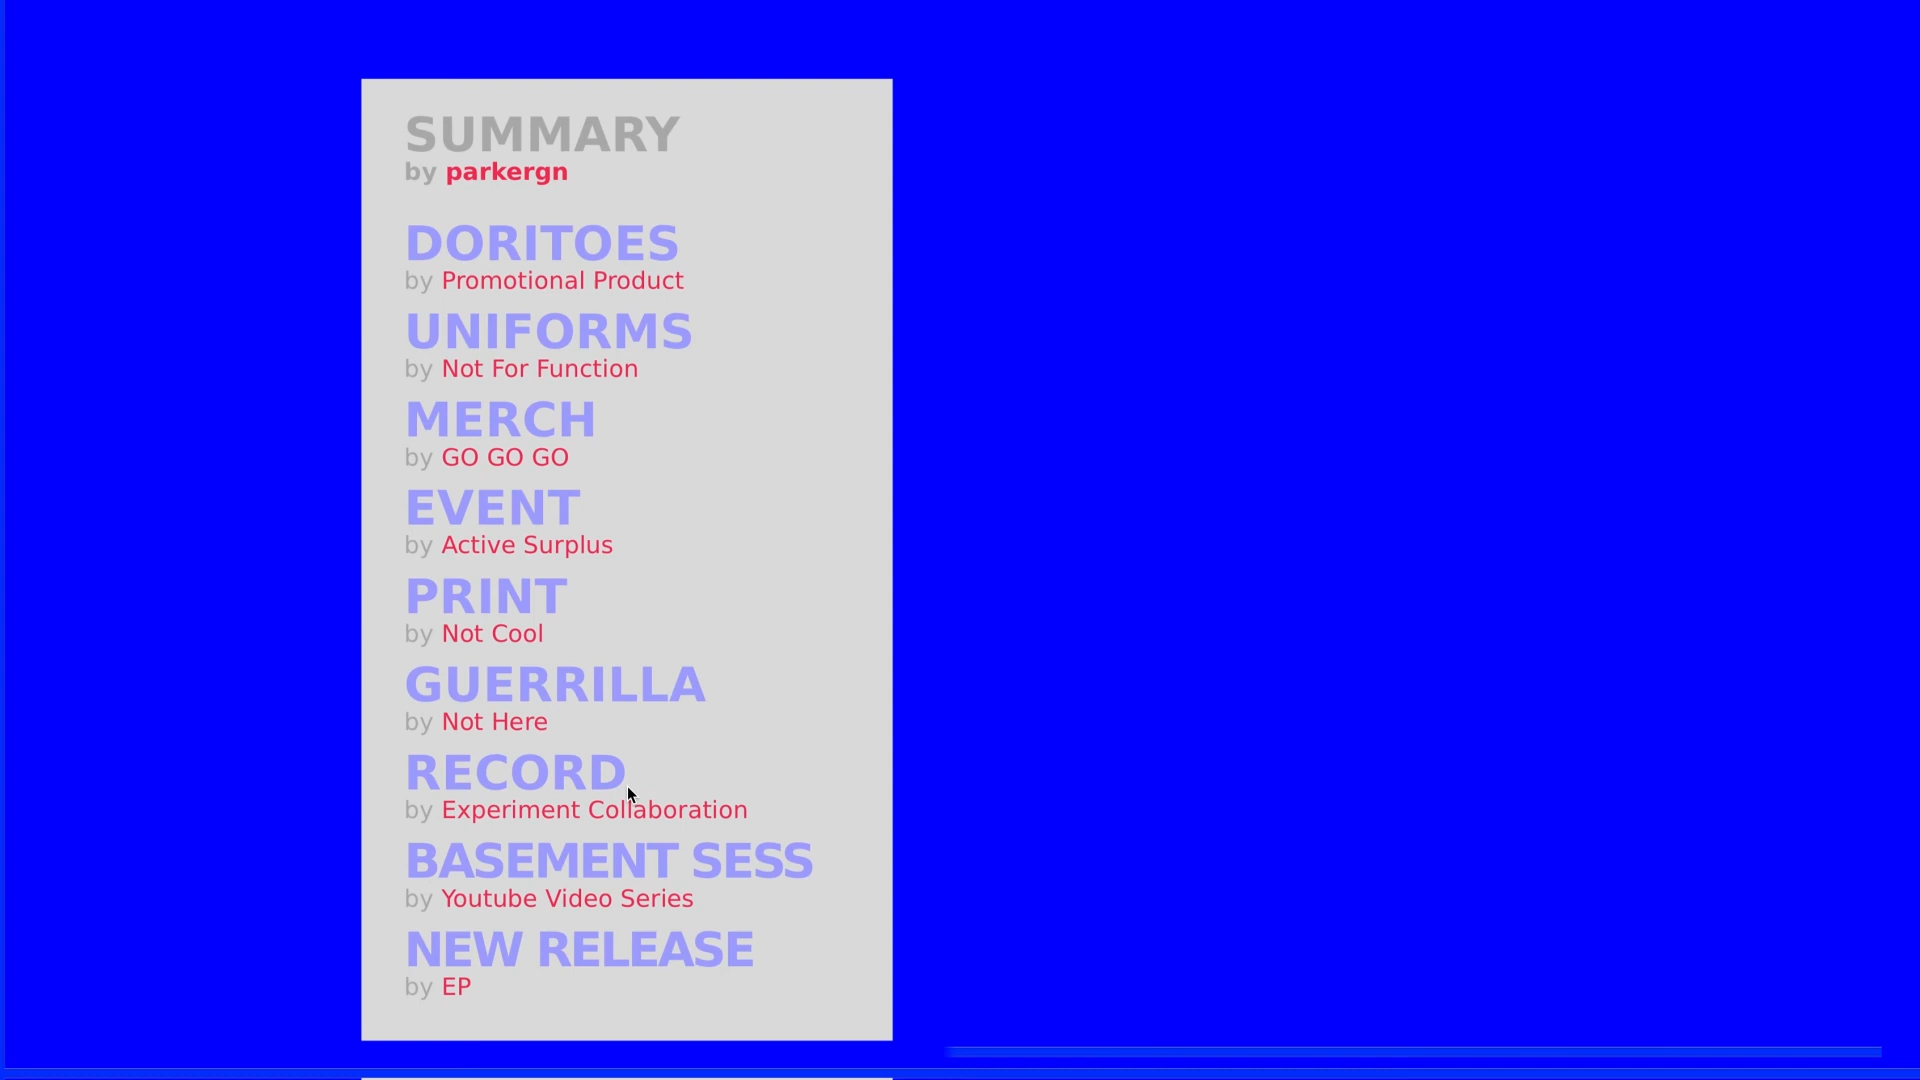 SUMMARY
by parkergn
DORITOES
by Promotional Product
UNIFORMS
by Not For Function
MERCH
by GO GO GO
EVENT
by Active Surplus
PRINT
by Not Cool
GUERRILLA
by Not Here
RECORD
by Experiment Collaboration
BASEMENT SESS
by Youtube Video Series
NEW RELEASE
by EP